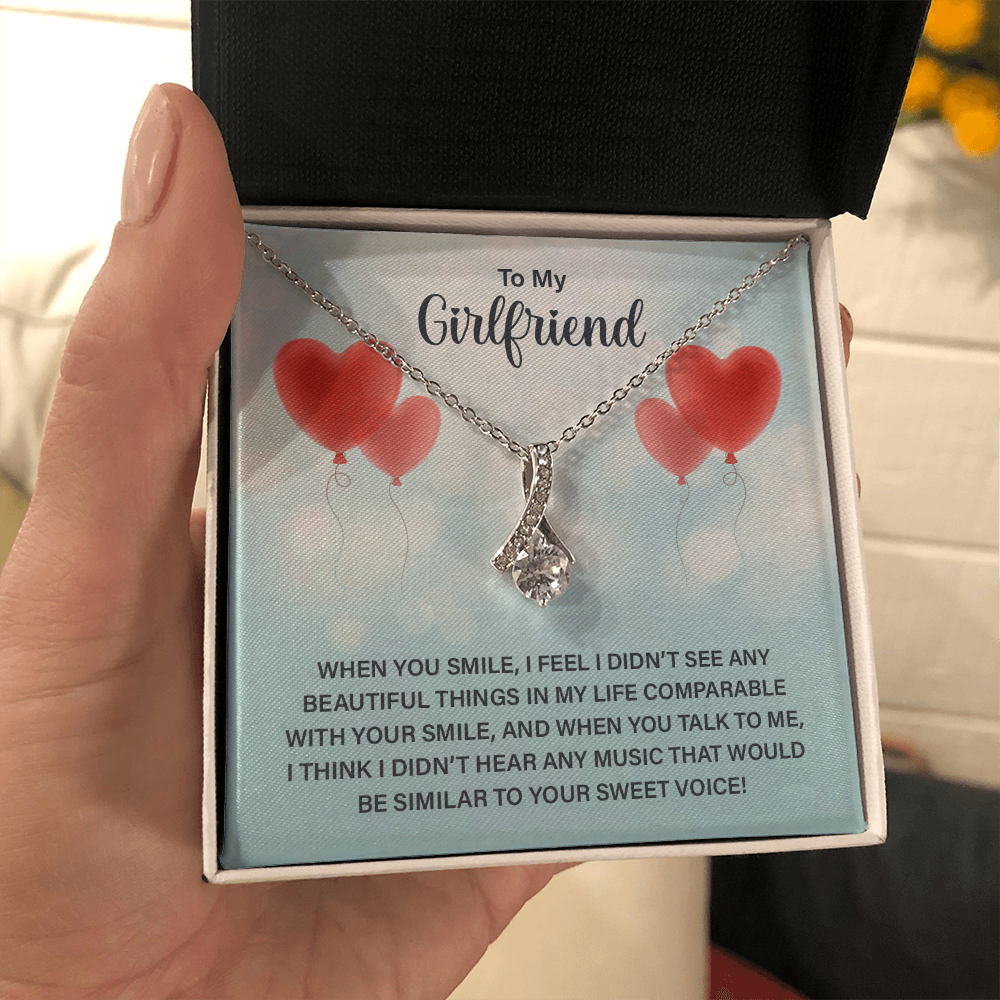 To My
Girlfriend
WHEN YOU SMILE, I FEEL I DIDN'T SEE ANY
BEAUTIFUL THINGS IN MY LIFE COMPARABLE
WITH YOUR SMILE, AND WHEN YOU TALK TO ME,
I THINK I DIDN'T HEAR ANY MUSIC THAT WOULD
BE SIMILAR TO YOUR SWEET VOICE!